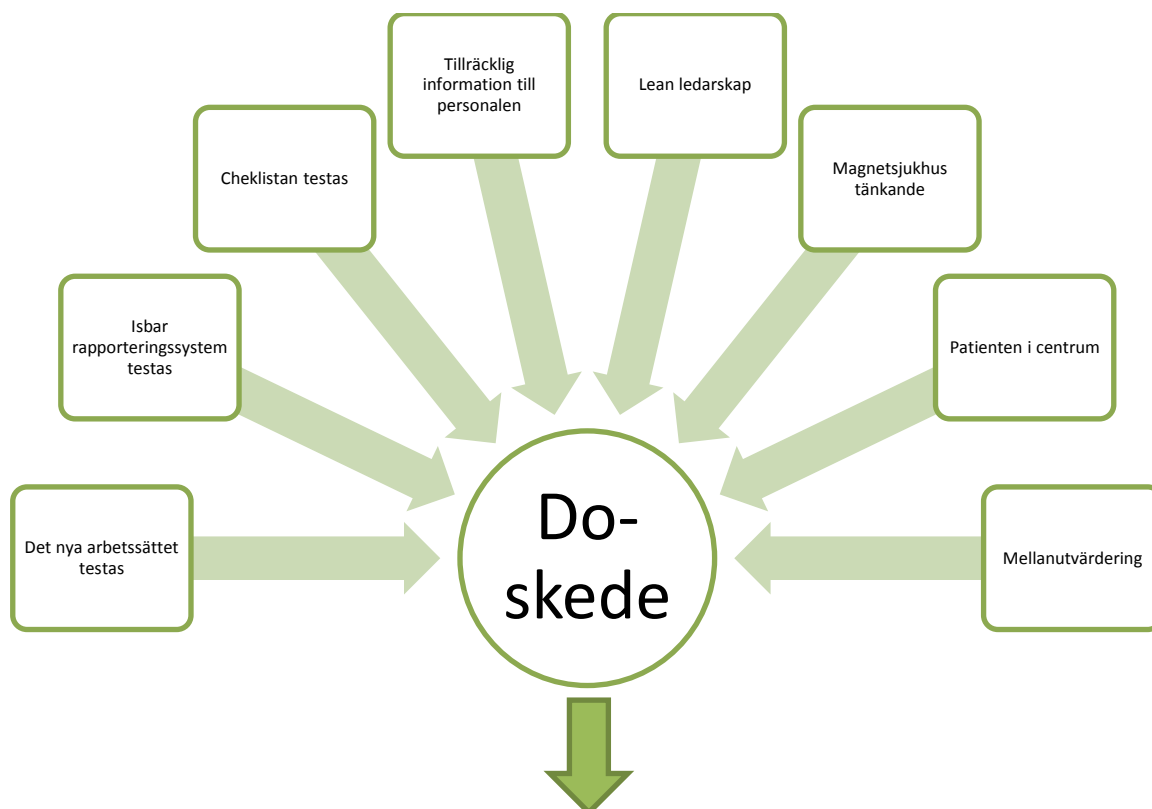 Tillräcklig
information till
personalen
Lean ledarskap
Cheklistan testas
Magnetsjukhus
tänkande
Isbar
rapporteringssystem
testas
Patienten i centrum
Det nya arbetssättet
testas
Mellanutvärdering
Do-
skede